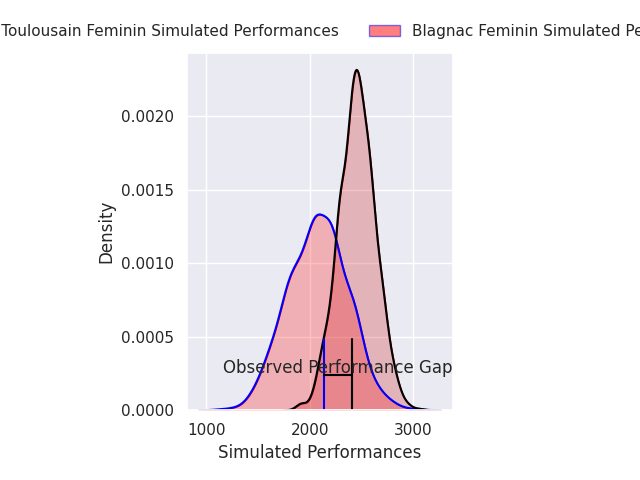 Toulousain Feminin Simulated Performances
Blagnac Feminin Simulated Pe
0.0020
0.0015
0.0010
0.0005
0.0000
Density
Observed Performance Gap
1000 2000 3000
Simulated Performances